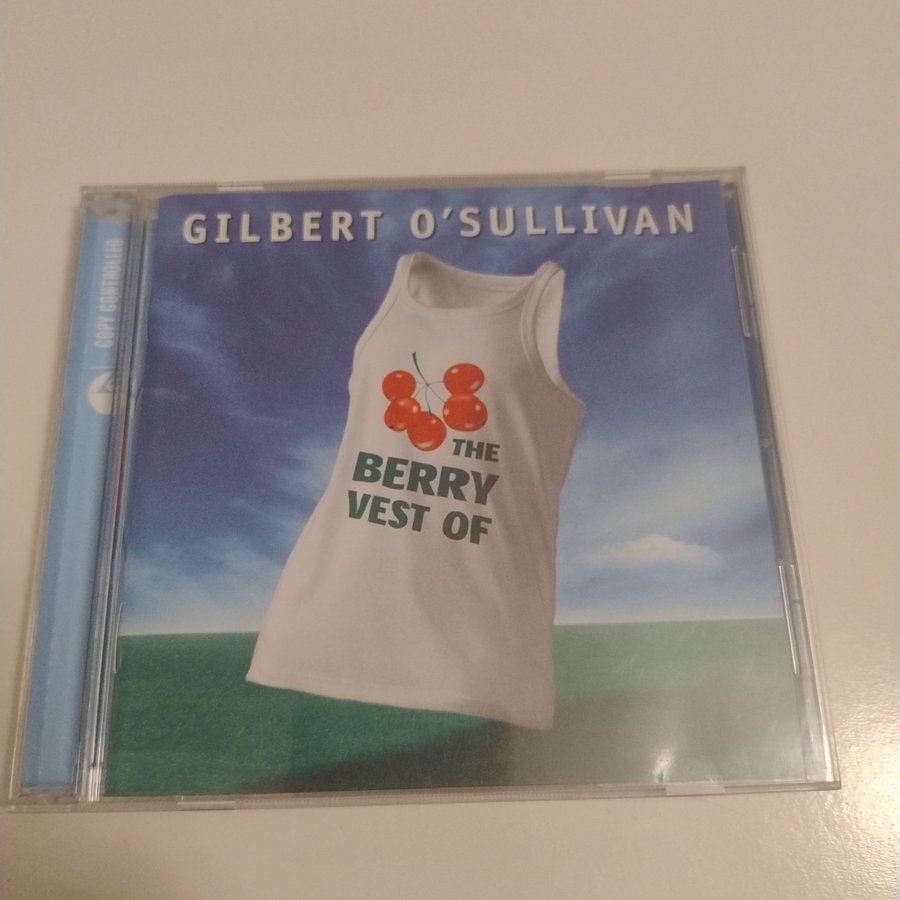 GILBERT O'SULLIVAN
COPY CONTROLLED
THE
BERRY
VEST OF